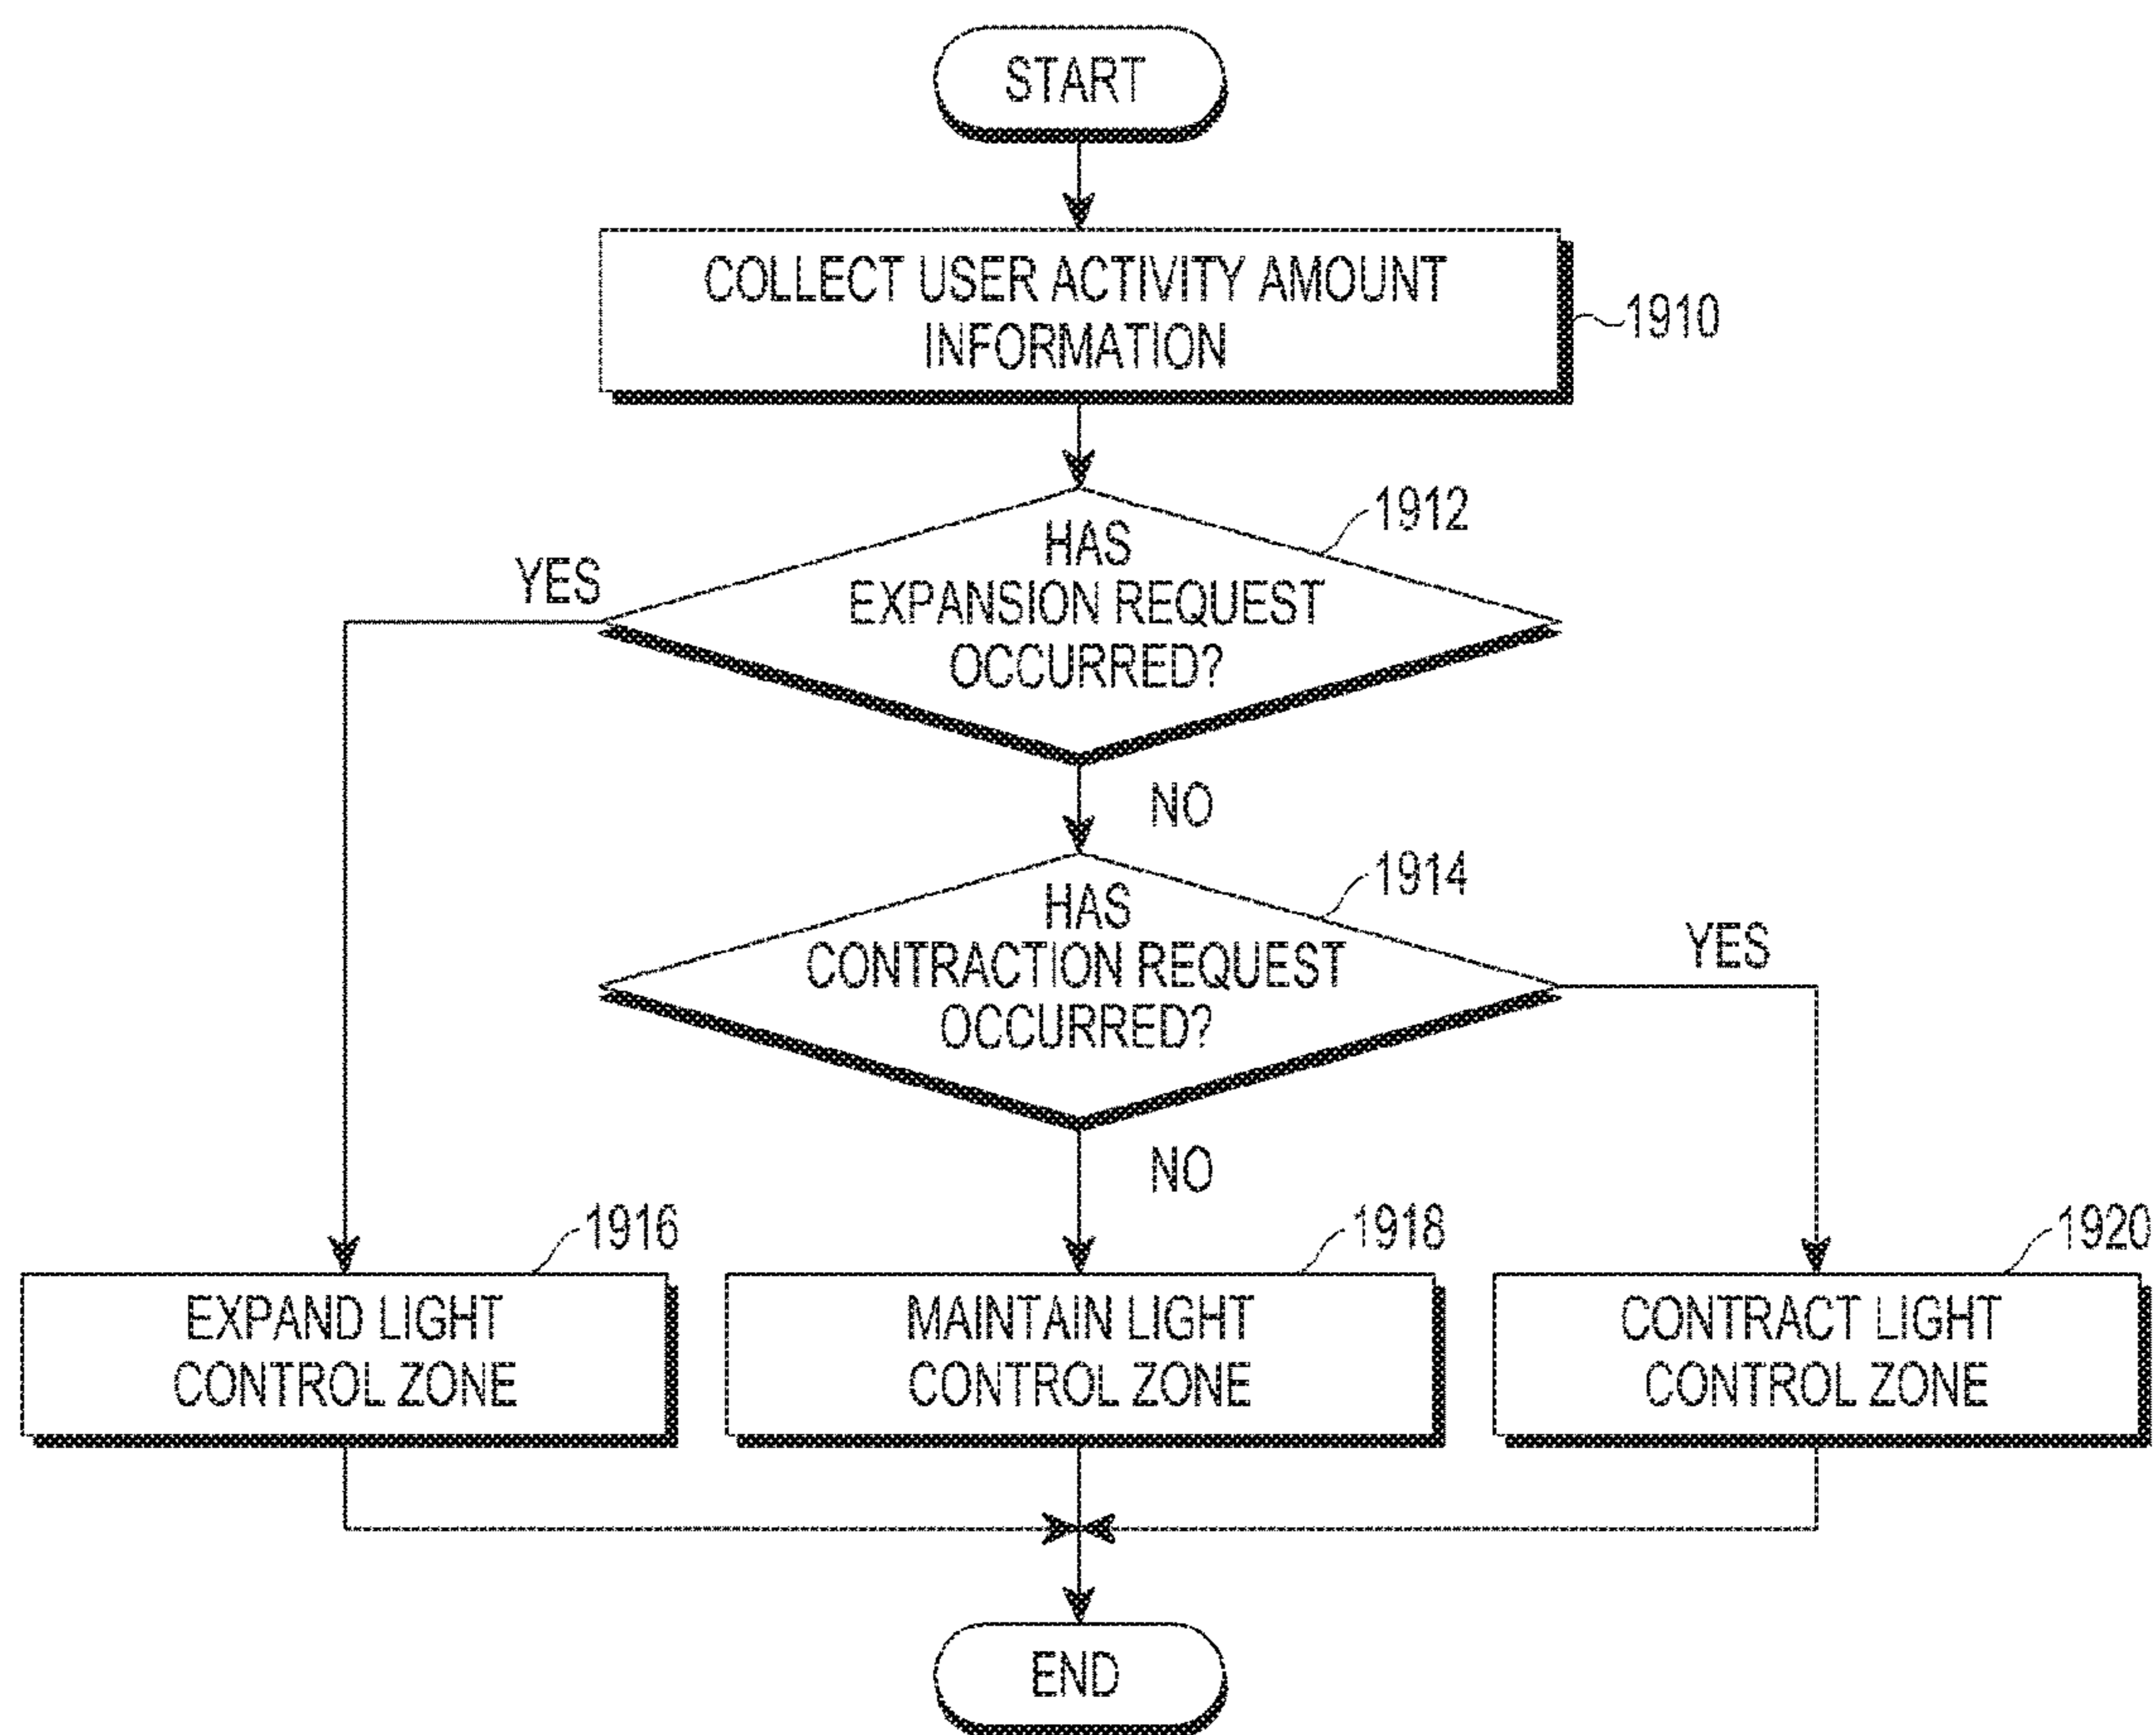 START
COLLECT USER ACTIVITY AMOUNT
INFORMATION
1910
1912
HAS
EXPANSION REQUEST
OCCURRED?
YES
NO
1914
HAS
CONTRACTION REQUEST
OCCURRED?
YES
NO
1916
EXPAND LIGHT
CONTROL ZONE
1918
MAINTAIN LIGHT
CONTROL ZONE
1920
CONTRACT LIGHT
CONTROL ZONE
END